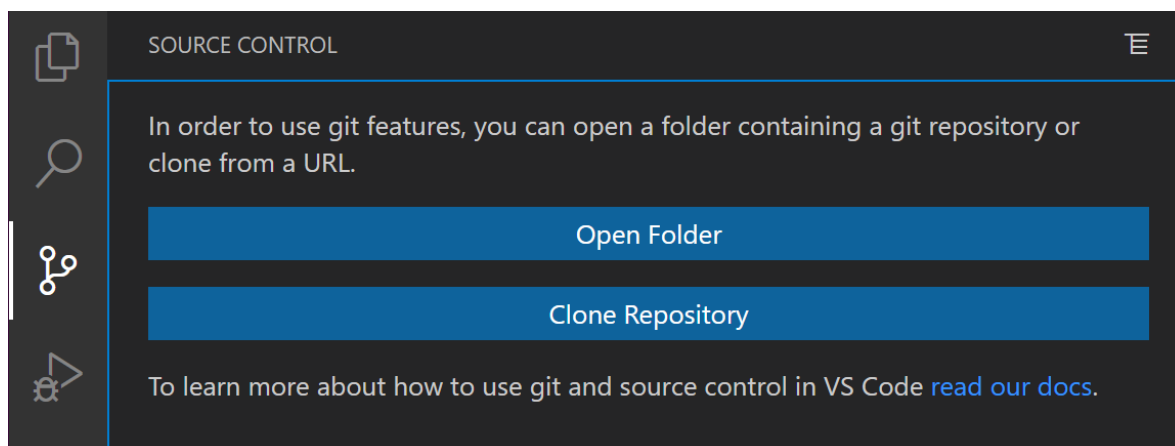 SOURCE CONTROL
In order to use git features, you can open a folder containing a git repository or
clone from a URL.
Open Folder
Clone Repository
To learn more about how to use git and source control in VS Code read our docs.